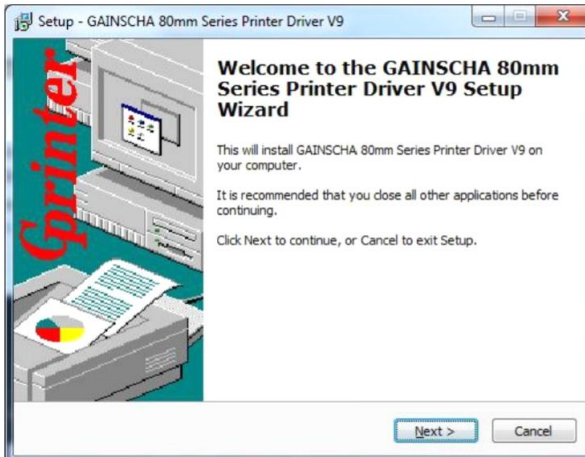 Setup - GAINSCHA 80mm Series Printer Driver V9
Gprinter
Welcome to the GAINSCHA 80mm
Series Printer Driver V9 Setup
Wizard
This will install GAINSCHA 80mm Series Printer Driver V9 on
your computer.
It is recommended that you close all other applications before
continuing.
Click Next to continue, or Cancel to exit Setup.
Next >
Cancel